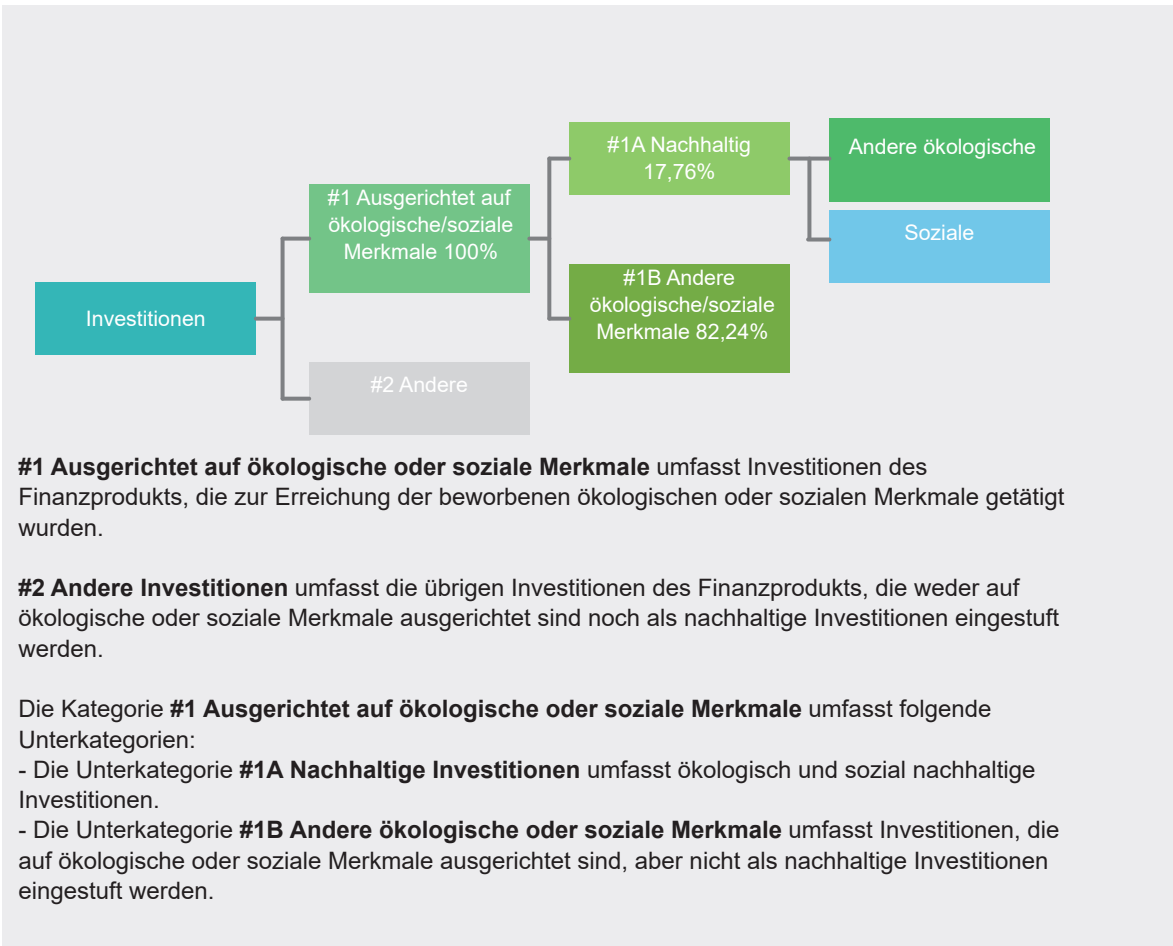 Investitionen
#1 Ausgerichtet auf
ökologische/soziale
Merkmale 100%
#2 Andere
#1A Nachhaltig
17,76%
#1B Andere
ökologische/soziale
Merkmale 82,24%
Andere ökologische
Soziale
#1 Ausgerichtet auf ökologische oder soziale Merkmale umfasst Investitionen des
Finanzprodukts, die zur Erreichung der beworbenen ökologischen oder sozialen Merkmale getätigt
wurden.
#2 Andere Investitionen umfasst die übrigen Investitionen des Finanzprodukts, die weder auf
ökologische oder soziale Merkmale ausgerichtet sind noch als nachhaltige Investitionen eingestuft
werden.
Die Kategorie #1 Ausgerichtet auf ökologische oder soziale Merkmale umfasst folgende
Unterkategorien:
- Die Unterkategorie #1A Nachhaltige Investitionen umfasst ökologisch und sozial nachhaltige
Investitionen.
- Die Unterkategorie #1B Andere ökologische oder soziale Merkmale umfasst Investitionen, die
auf ökologische oder soziale Merkmale ausgerichtet sind, aber nicht als nachhaltige Investitionen
eingestuft werden.